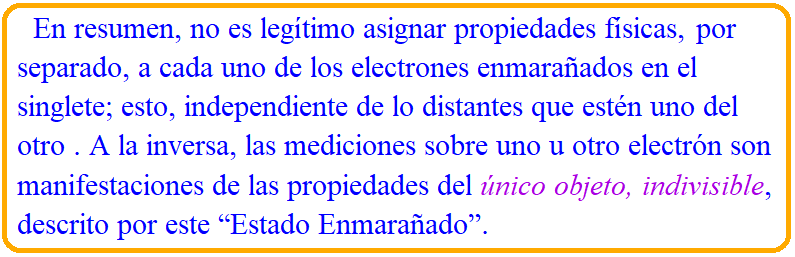 En resumen, no es legítimo asignar propiedades físicas, por
separado, a cada uno de los electrones enmarañados en el
singlete; esto, independiente de lo distantes que estén uno del
otro . A la inversa, las mediciones sobre uno u otro electrón son
manifestaciones de las propiedades del único objeto, indivisible,
descrito por este “Estado Enmarañado”.